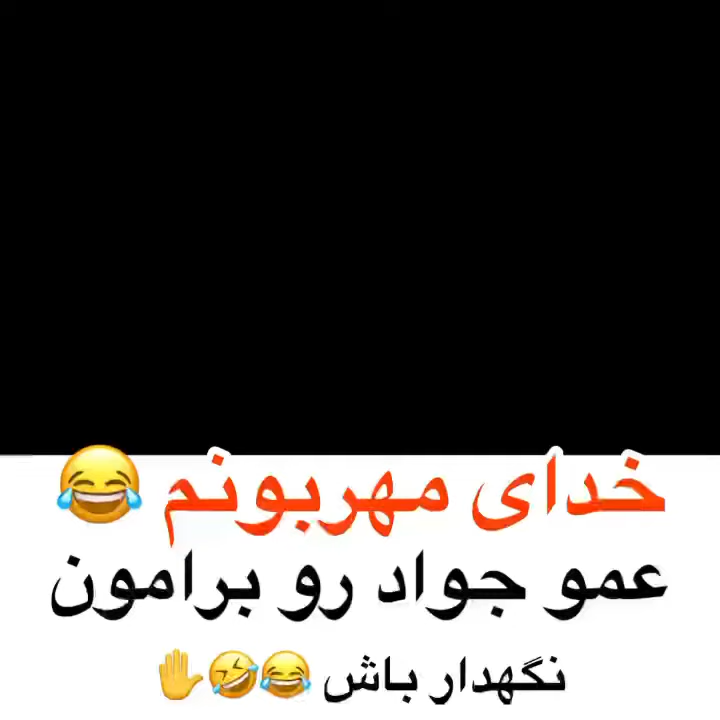 خدای مهربونم 😂
عمو جواد رو برامون
نگهدار باش 😂🤣✋